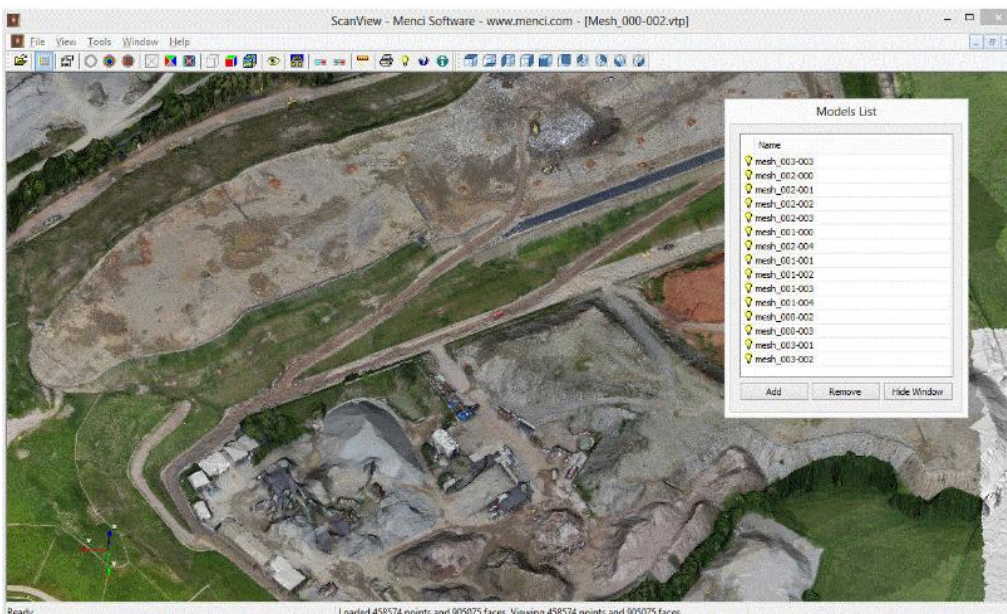 ScanView - Menci Software - www.menci.com - [Mesh_000-002.vtp]
File View Tools Window Help
Models List
Name
mesh_003-003
mesh_002-000
mesh_002-001
mesh_002-002
mesh_002-003
mesh_001-000
mesh_002-004
mesh_001-001
mesh_001-002
mesh_001-003
mesh_001-004
mesh_000-002
mesh_000-003
mesh_003-001
mesh_003-002
Add Remove Hide Window
Ready Loaded 458574 points and 905075 faces. Viewing 458574 points and 905075 faces.